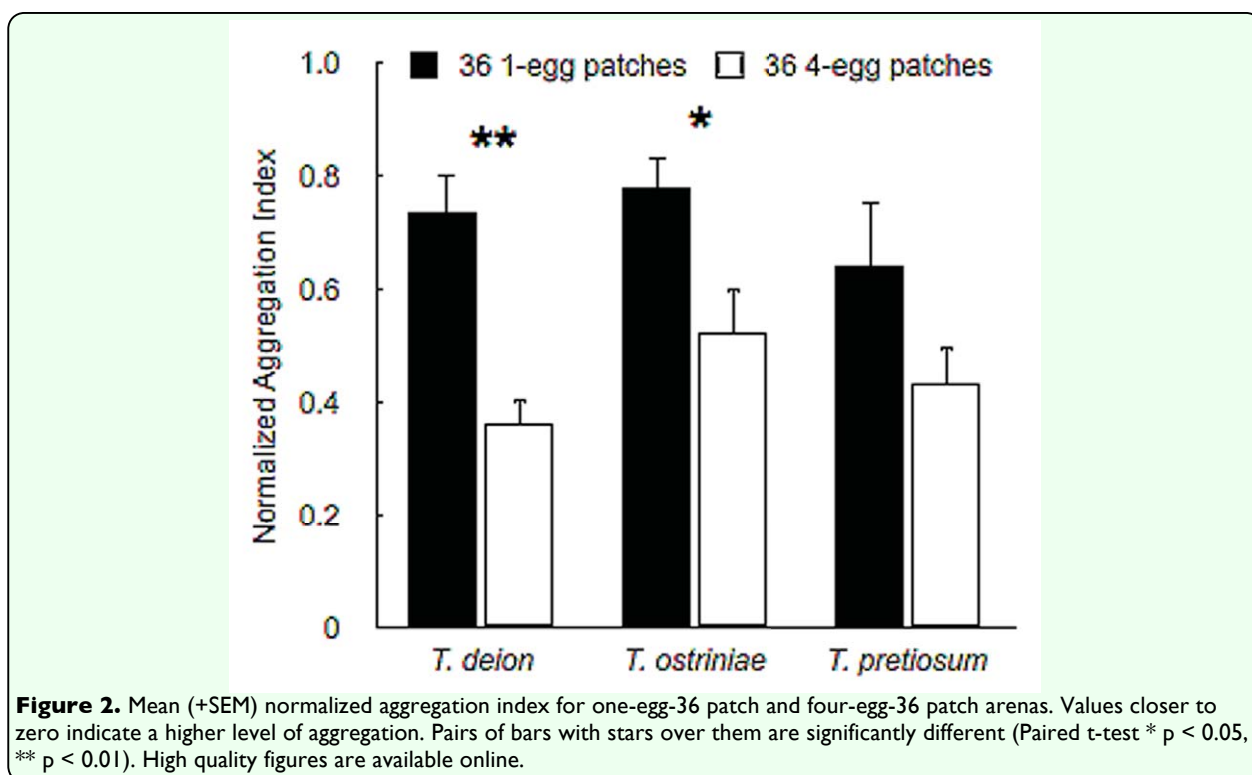 36 1-egg patches 36 4-egg patches
1.0
0.8
0.6
0.4
0.2
0
Normalized Aggregation Index
** *
T. deion T. ostriniae T. pretiosum
Figure 2. Mean (+SEM) normalized aggregation index for one-egg-36 patch and four-egg-36 patch arenas. Values closer to
zero indicate a higher level of aggregation. Pairs of bars with stars over them are significantly different (Paired t-test * p < 0.05,
** p < 0.01). High quality figures are available online.